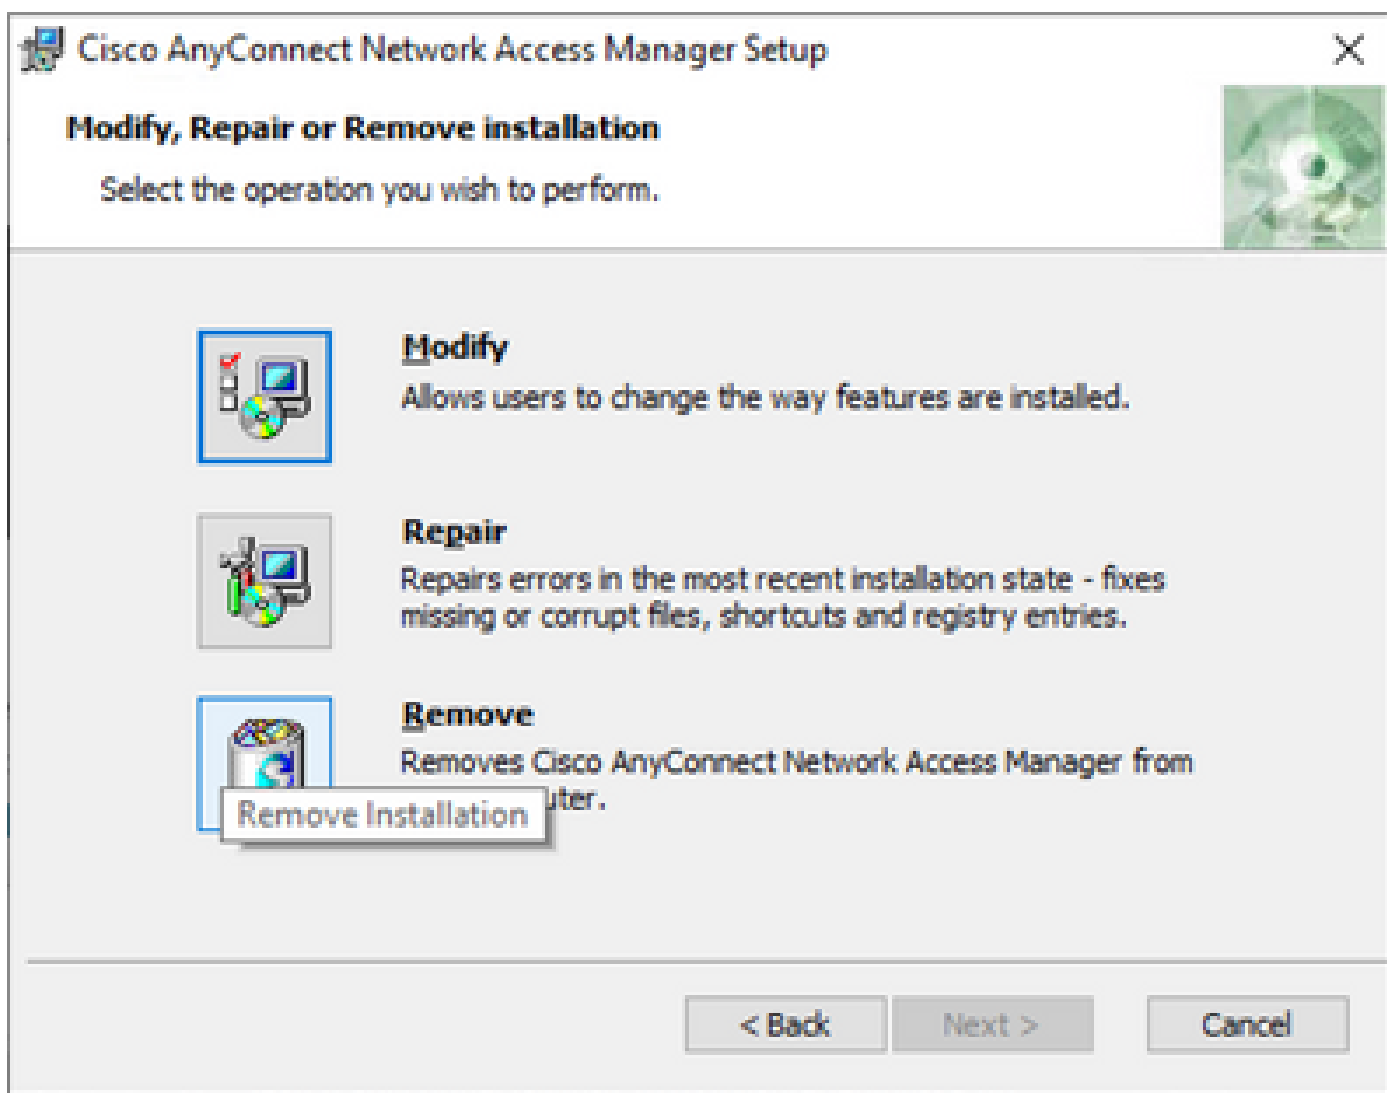 Cisco AnyConnect Network Access Manager Setup
Modify, Repair or Remove installation
Select the operation you wish to perform.
Modify
Allows users to change the way features are installed.
Repair
Repairs errors in the most recent installation state - fixes
missing or corrupt files, shortcuts and registry entries.
Remove
Removes Cisco AnyConnect Network Access Manager from
uter.
Remove Installation
< Back
Next >
Cancel